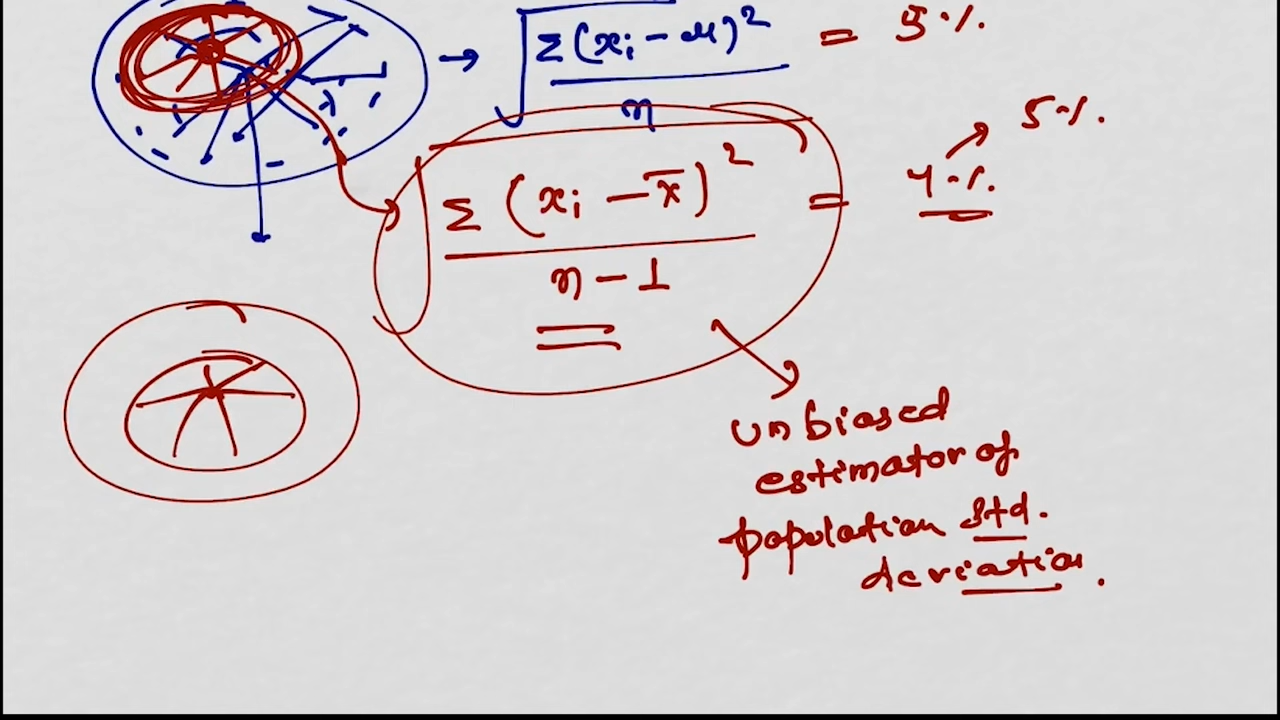 √(Σ(xᵢ − μ)² / n) = 5%
√(Σ(xᵢ − x̄)² / n − 1) = 4% → 5%
unbiased
estimator of
population std.
deviation.